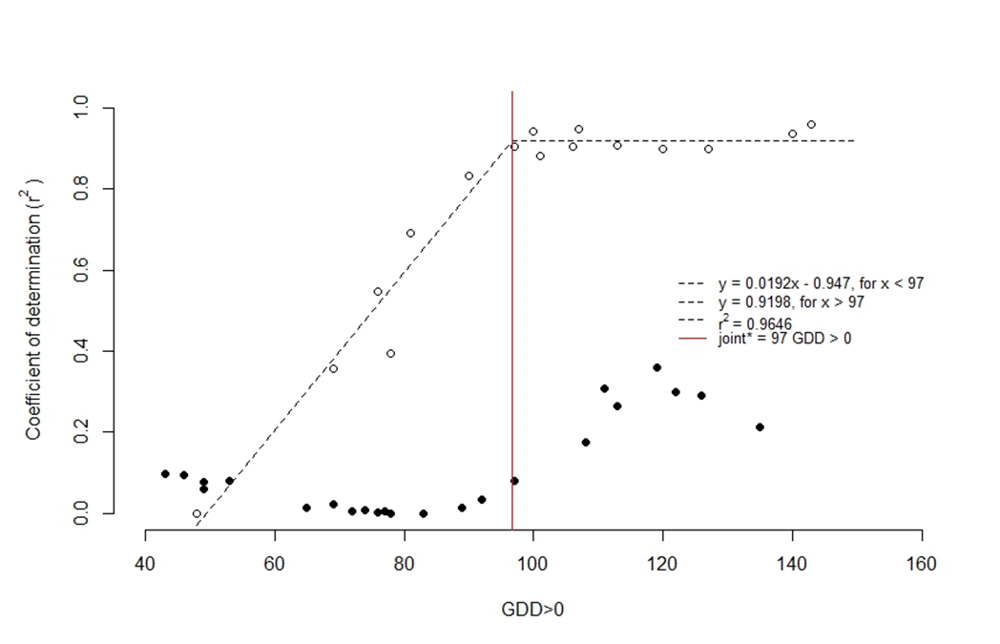 Coefficient of determination (r²)
1.0
0.8
0.6
0.4
0.2
0.0
y = 0.0192x - 0.947, for x < 97
y = 0.9198, for x > 97
r² = 0.9646
joint* = 97 GDD > 0
40 60 80 100 120 140 160
GDD>0